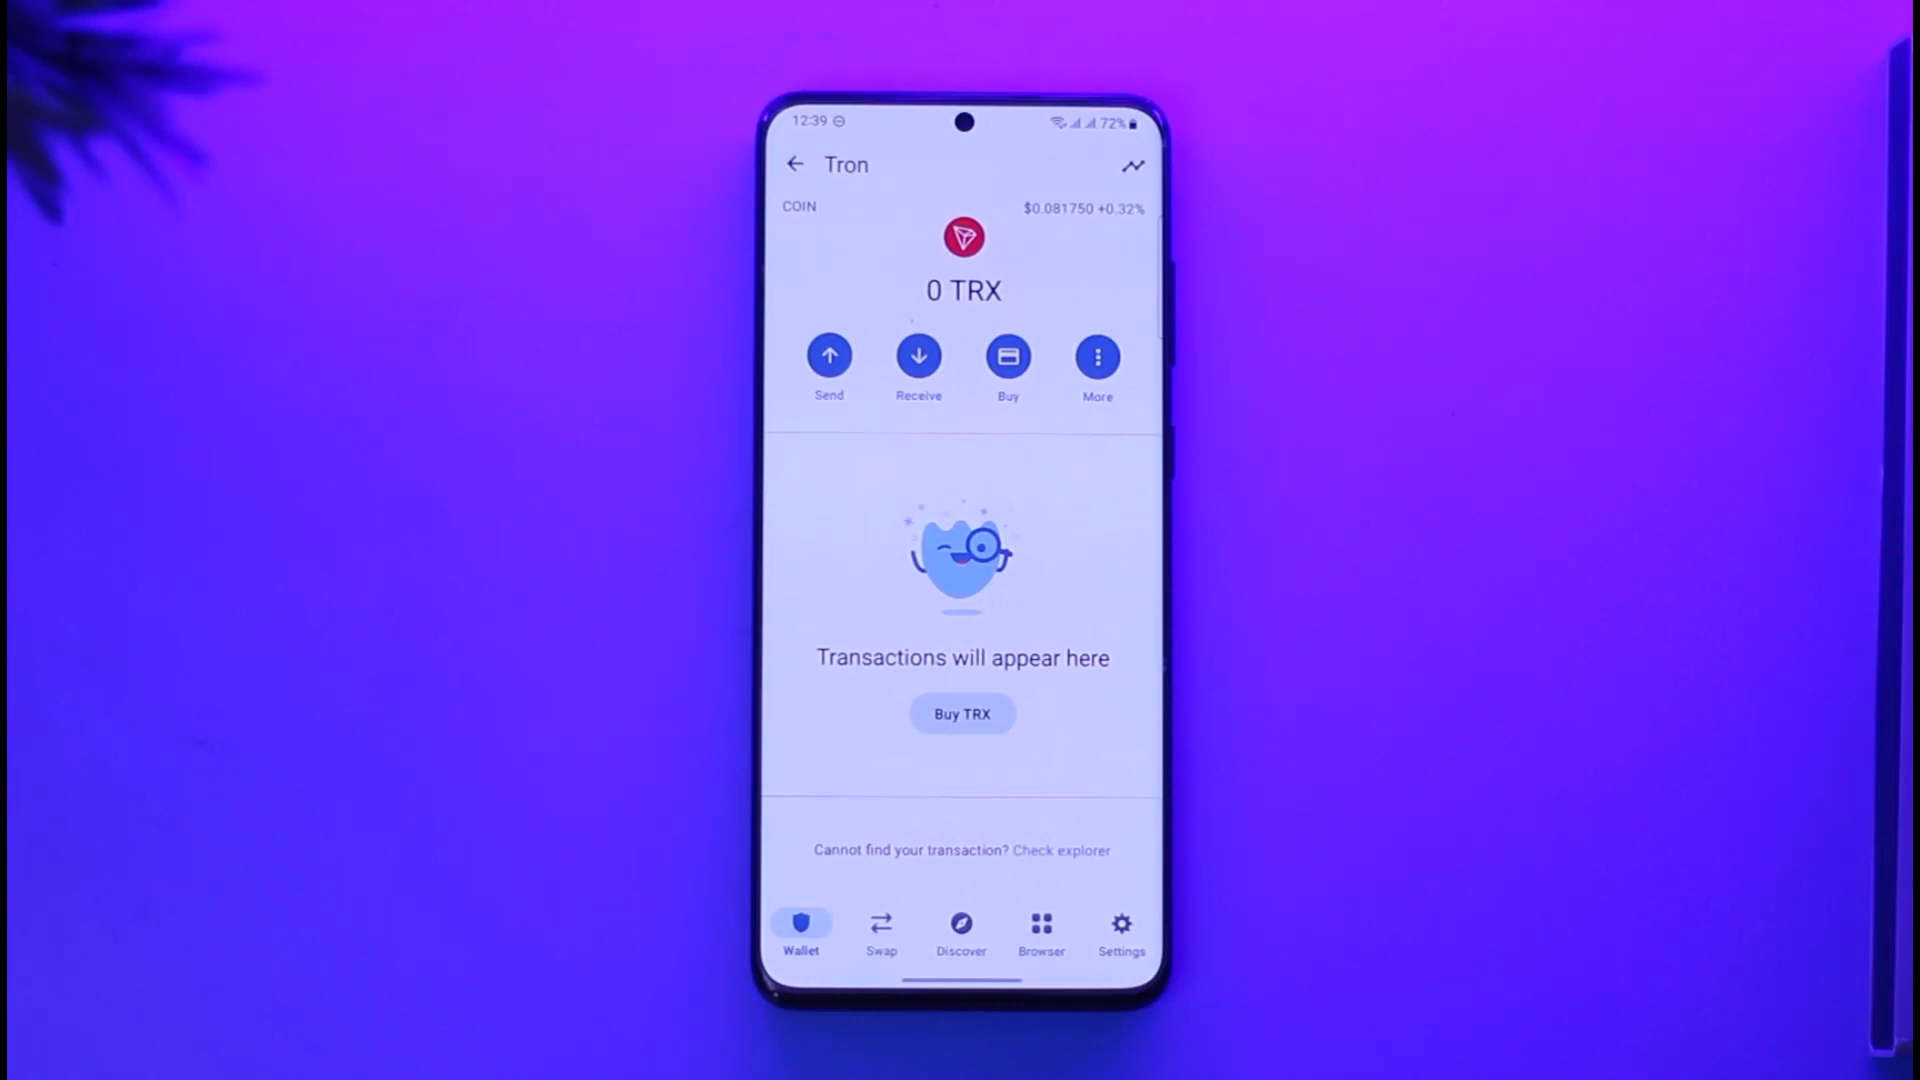 12:39
72%
Tron
COIN
$0.081750 +0.32%
0 TRX
Send
Receive
Buy
More
Transactions will appear here
Buy TRX
Cannot find your transaction? Check explorer
Wallet
Swap
Discover
Browser
Settings